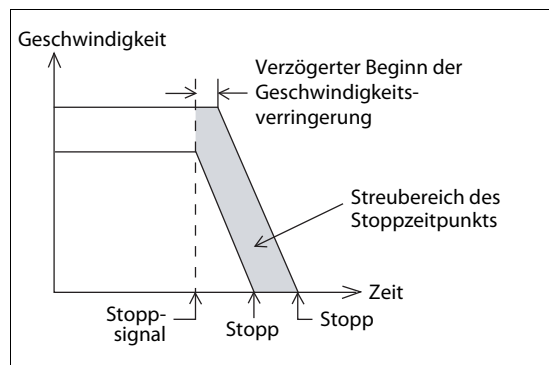 Geschwindigkeit
Verzögerter Beginn der
Geschwindigkeits-
verringerung
Streubereich des
Stoppzeitpunkts
Zeit
Stopp-
signal
Stopp
Stopp